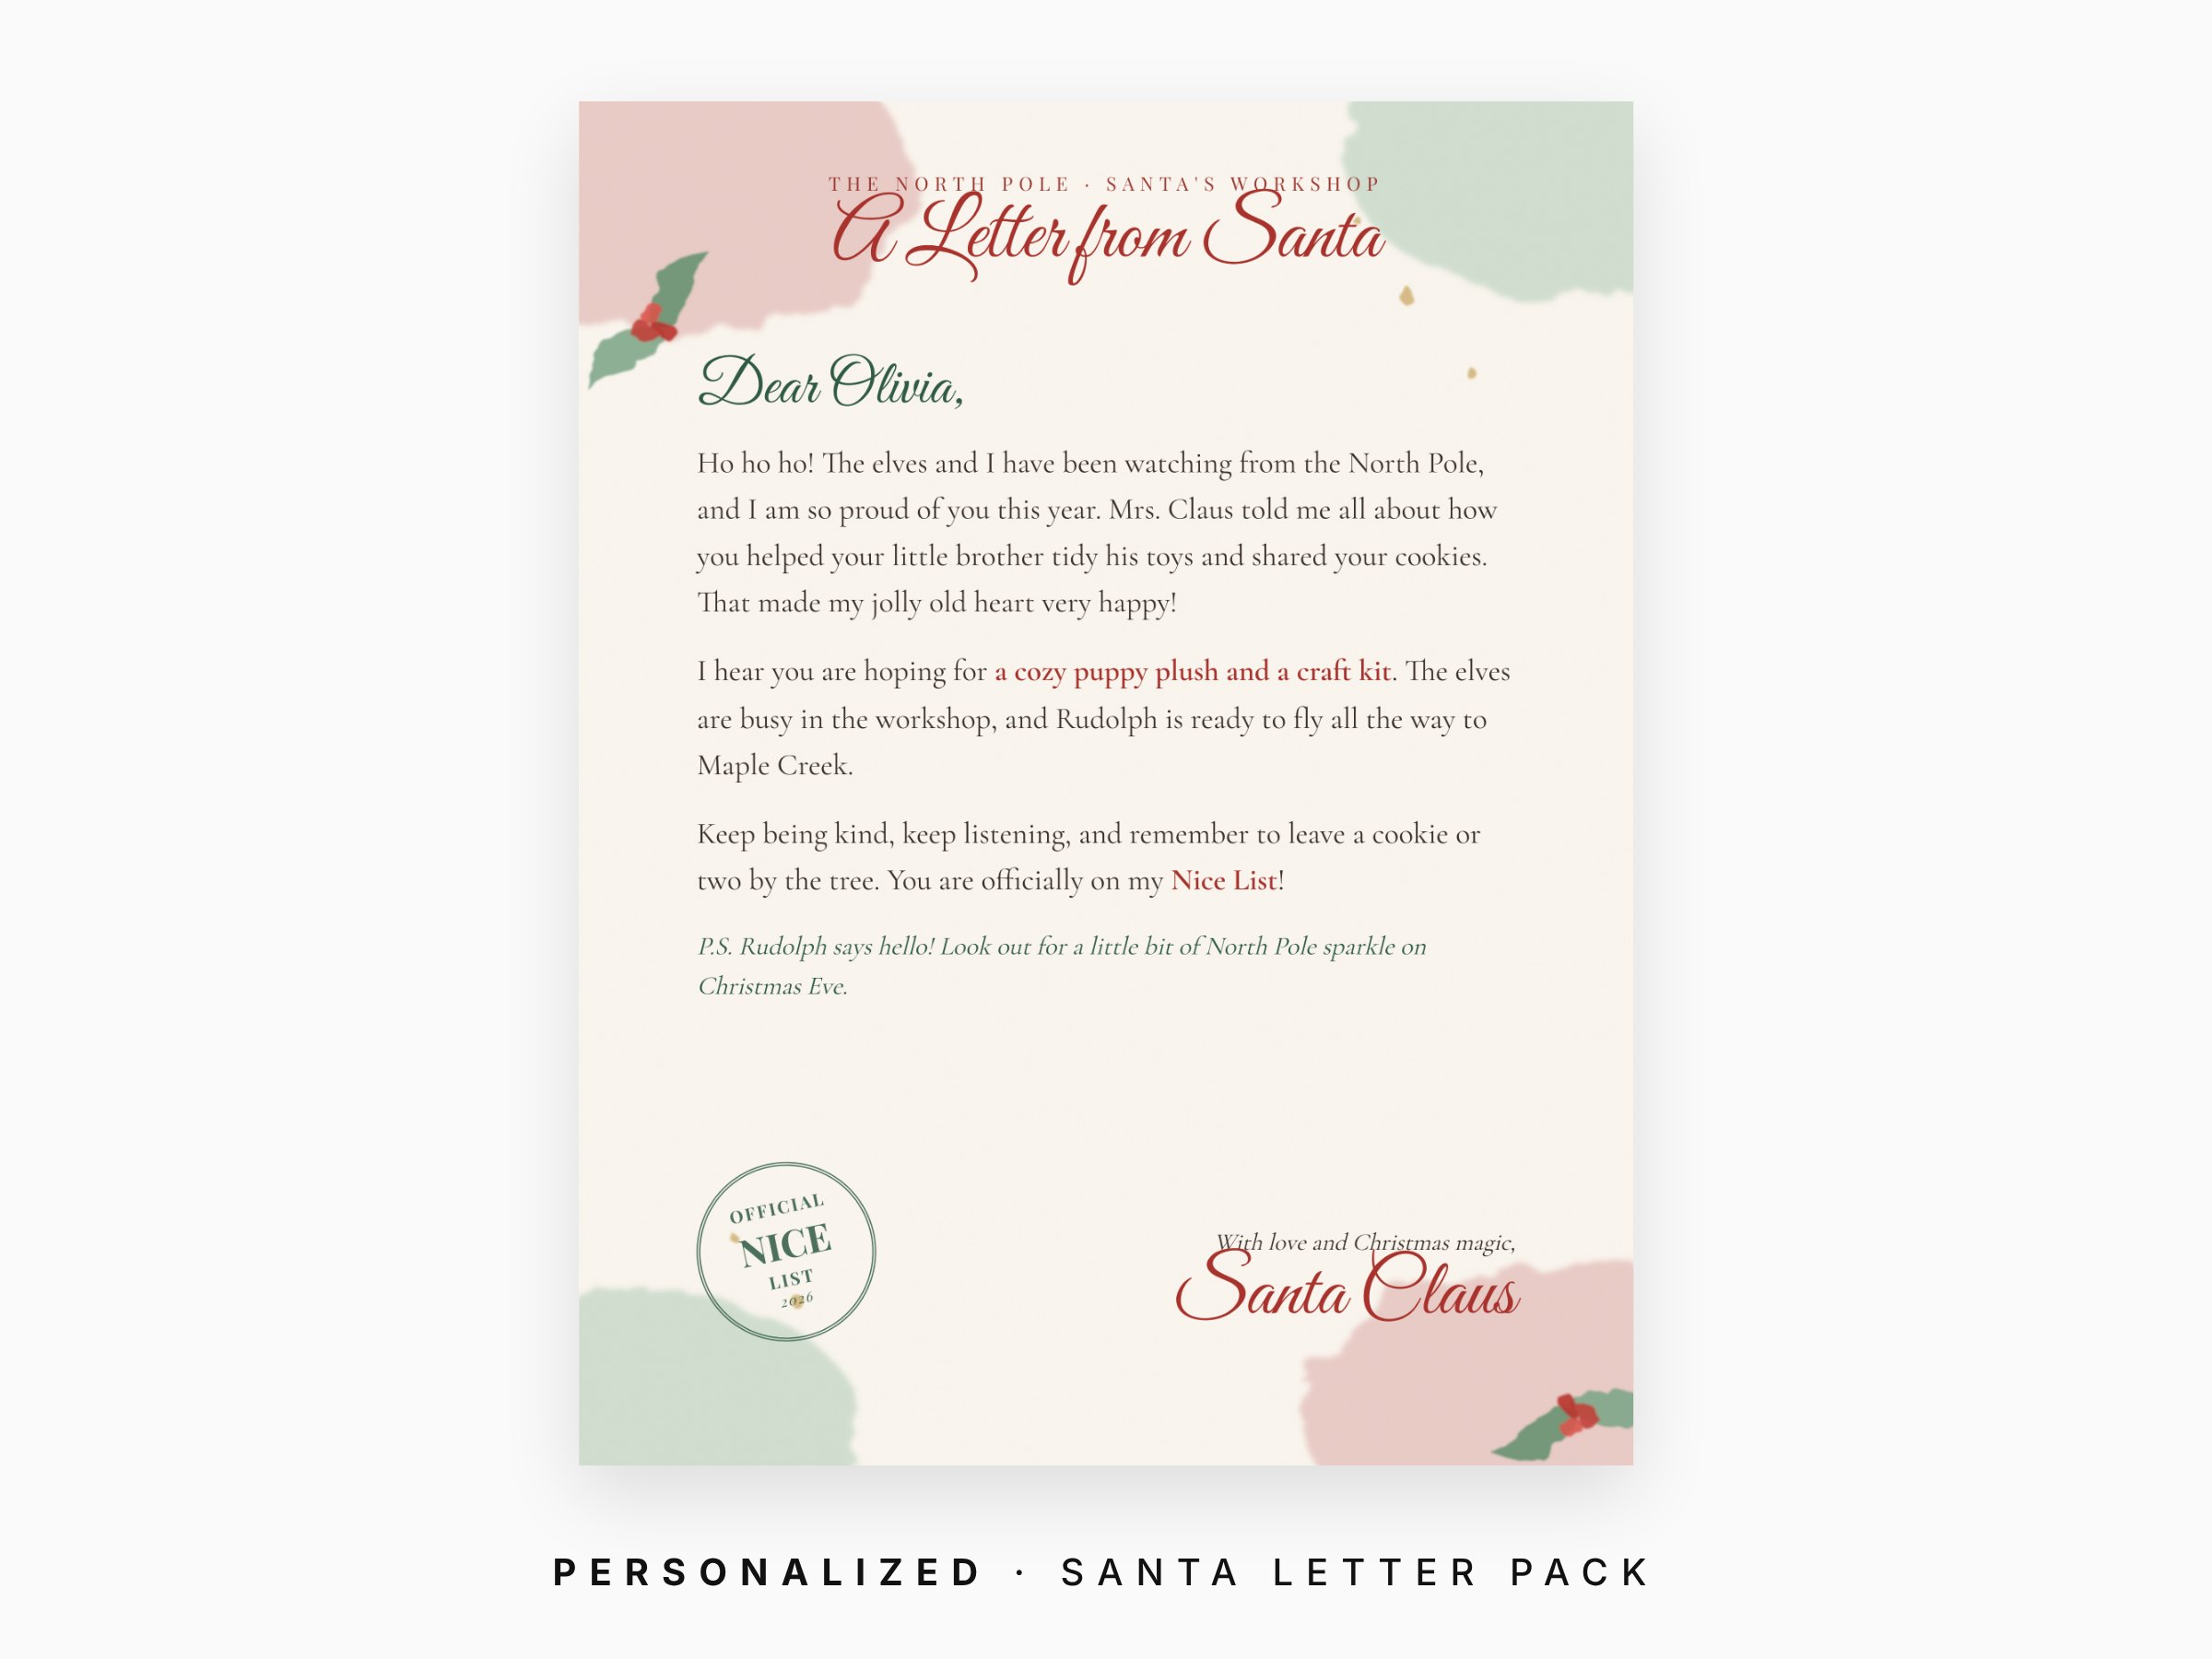 THE NORTH POLE · SANTA'S WORKSHOP
A Letter from Santa
Dear Olivia,
Ho ho ho! The elves and I have been watching from the North Pole,
and I am so proud of you this year. Mrs. Claus told me all about how
you helped your little brother tidy his toys and shared your cookies.
That made my jolly old heart very happy!
I hear you are hoping for a cozy puppy plush and a craft kit. The elves
are busy in the workshop, and Rudolph is ready to fly all the way to
Maple Creek.
Keep being kind, keep listening, and remember to leave a cookie or
two by the tree. You are officially on my Nice List!
P.S. Rudolph says hello! Look out for a little bit of North Pole sparkle on
Christmas Eve.
OFFICIAL
NICE
LIST
2026
With love and Christmas magic,
Santa Claus
PERSONALIZED · SANTA LETTER PACK